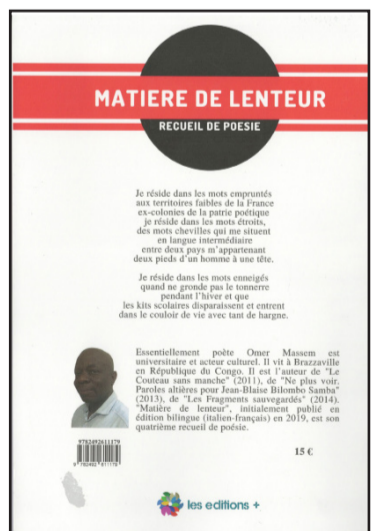 MATIERE DE LENTEUR
RECUEIL DE POESIE
Je réside dans les mots empruntés
aux territoires faibles de la France
ex-colonies de la patrie poétique
je réside dans les mots étroits,
des mots chevilles qui me situent
en langue intermédiaire
entre deux pays m'appartenant
deux pieds d'un homme à une tête.
Je réside dans les mots enneigés
quand ne gronde pas le tonnerre
pendant l'hiver et que
les kits scolaires disparaissent et entrent
dans le couloir de vie avec tant de hargne.
Essentiellement poète Omer Massem est
universitaire et acteur culturel. Il vit à Brazzaville
en République du Congo. Il est l'auteur de "Le
Couteau sans manche" (2011), de "Ne plus voir.
Paroles altières pour Jean-Blaise Bilombo Samba"
(2013), de "Les Fragments sauvegardés" (2014).
"Matière de lenteur", initialement publié en
édition bilingue (italien-français) en 2019, est son
quatrième recueil de poésie.
9782492611179
9 782492 611179
15 €
les editions +